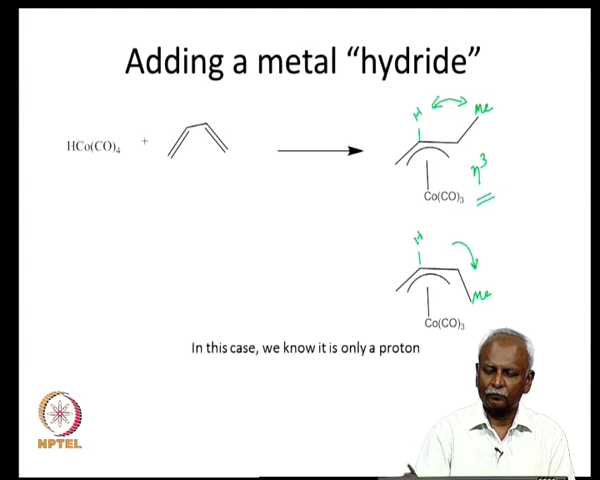 Adding a metal “hydride”
HCo(CO)4 +
H Me
η3
Co(CO)3
H
Me
Co(CO)3
In this case, we know it is only a proton
NPTEL